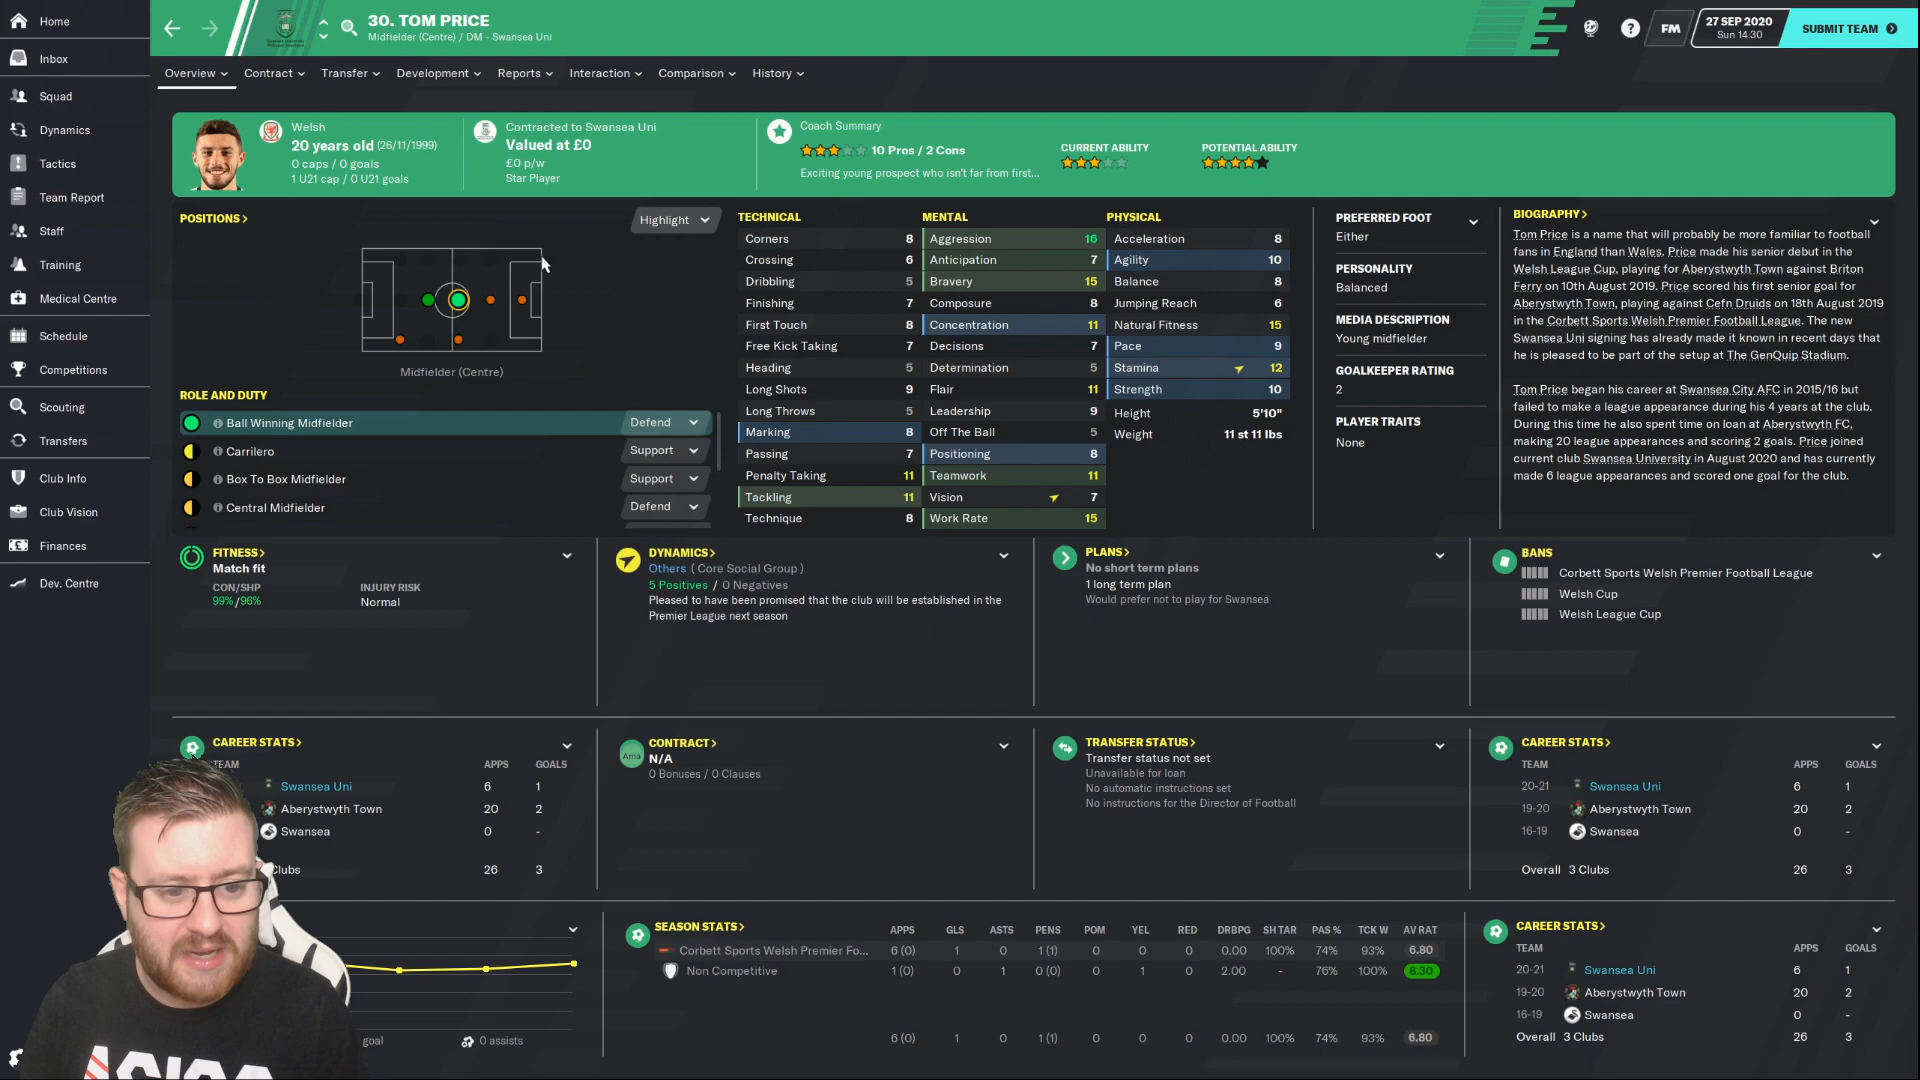 Home
Inbox
Squad
Dynamics
Tactics
Team Report
Staff
Training
Medical Centre
Schedule
Competitions
Scouting
Transfers
Club Info
Club Vision
Finances
Dev. Centre
30. TOM PRICE
Midfielder (Centre) / DM - Swansea Uni
?
FM
27 SEP 2020
Sun 14:30
SUBMIT TEAM
Overview
Contract
Transfer
Development
Reports
Interaction
Comparison
History
Welsh
20 years old (26/11/1999)
0 caps / 0 goals
1 U21 cap / 0 U21 goals
Contracted to Swansea Uni
Valued at £0
£0 p/w
Star Player
Coach Summary
10 Pros / 2 Cons
Exciting young prospect who isn't far from first...
CURRENT ABILITY
POTENTIAL ABILITY
POSITIONS>
Highlight
Midfielder (Centre)
ROLE AND DUTY
Ball Winning Midfielder Defend
Carrilero Support
Box To Box Midfielder Support
Central Midfielder Defend
TECHNICAL
Corners 8
Crossing 6
Dribbling 5
Finishing 7
First Touch 8
Free Kick Taking 7
Heading 5
Long Shots 9
Long Throws 5
Marking 8
Passing 7
Penalty Taking 11
Tackling 11
Technique 8
MENTAL
Aggression 16
Anticipation 7
Bravery 15
Composure 8
Concentration 11
Decisions 7
Determination 5
Flair 11
Leadership 9
Off The Ball 5
Positioning 8
Teamwork 11
Vision 7
Work Rate 15
PHYSICAL
Acceleration 8
Agility 10
Balance 8
Jumping Reach 6
Natural Fitness 15
Pace 9
Stamina 12
Strength 10
Height 5'10"
Weight 11 st 11 lbs
PREFERRED FOOT
Either
PERSONALITY
Balanced
MEDIA DESCRIPTION
Young midfielder
GOALKEEPER RATING
2
PLAYER TRAITS
None
BIOGRAPHY>
Tom Price is a name that will probably be more familiar to football
fans in England than Wales. Price made his senior debut in the
Welsh League Cup, playing for Aberystwyth Town against Briton
Ferry on 10th August 2019. Price scored his first senior goal for
Aberystwyth Town, playing against Cefn Druids on 18th August 2019
in the Corbett Sports Welsh Premier Football League. The new
Swansea Uni signing has already made it known in recent days that
he is pleased to be part of the setup at The GenQuip Stadium.
Tom Price began his career at Swansea City AFC in 2015/16 but
failed to make a league appearance during his 4 years at the club.
During this time he also spent time on loan at Aberystwyth FC,
making 20 league appearances and scoring 2 goals. Price joined
current club Swansea University in August 2020 and has currently
made 6 league appearances and scored one goal for the club.
FITNESS>
Match fit
CON/SHP INJURY RISK
99%/96% Normal
DYNAMICS>
Others ( Core Social Group )
5 Positives / 0 Negatives
Pleased to have been promised that the club will be established in the
Premier League next season
PLANS>
No short term plans
1 long term plan
Would prefer not to play for Swansea
BANS
Corbett Sports Welsh Premier Football League
Welsh Cup
Welsh League Cup
CAREER STATS>
TEAM APPS GOALS
Swansea Uni 6 1
Aberystwyth Town 20 2
Swansea 0 -
Clubs 26 3
Ama
CONTRACT>
N/A
0 Bonuses / 0 Clauses
TRANSFER STATUS>
Transfer status not set
Unavailable for loan
No automatic instructions set
No instructions for the Director of Football
CAREER STATS>
TEAM APPS GOALS
20-21 Swansea Uni 6 1
19-20 Aberystwyth Town 20 2
16-19 Swansea 0 -
Overall 3 Clubs 26 3
goal
0 assists
SEASON STATS> APPS GLS ASTS PENS POM YEL RED DRBPG SH TAR PAS % TCK W AV RAT
Corbett Sports Welsh Premier Fo... 6 (0) 1 0 1 (1) 0 0 0 0.00 100% 74% 93% 6.80
Non Competitive 1 (0) 0 1 0 (0) 0 1 0 2.00 - 76% 100% 8.30
6 (0) 1 0 1 (1) 0 0 0 0.00 100% 74% 93% 6.80
CAREER STATS>
TEAM APPS GOALS
20-21 Swansea Uni 6 1
19-20 Aberystwyth Town 20 2
16-19 Swansea 0 -
Overall 3 Clubs 26 3